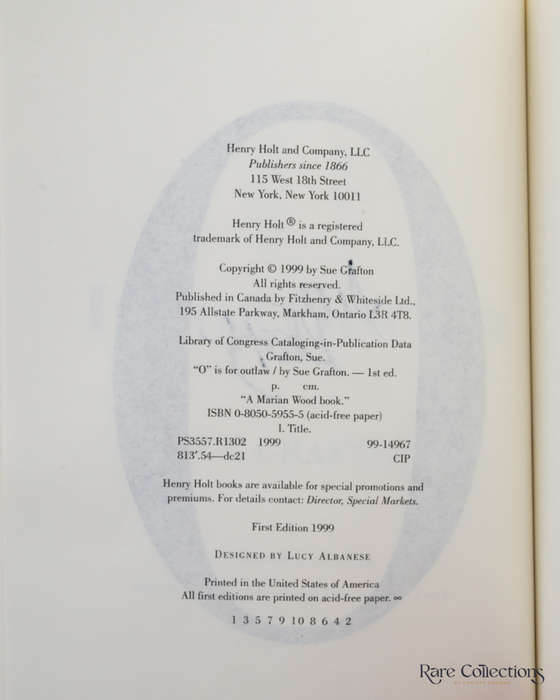 Henry Holt and Company, LLC
Publishers since 1866
115 West 18th Street
New York, New York 10011
Henry Holt® is a registered
trademark of Henry Holt and Company, LLC.
Copyright © 1999 by Sue Grafton
All rights reserved.
Published in Canada by Fitzhenry & Whiteside Ltd.,
195 Allstate Parkway, Markham, Ontario L3R 4T8.
Library of Congress Cataloging-in-Publication Data
Grafton, Sue.
“O” is for outlaw / by Sue Grafton. — 1st ed.
p. cm.
“A Marian Wood book.”
ISBN 0-8050-5955-5 (acid-free paper)
I. Title.
PS3557.R1302 1999 99-14967
813′.54—dc21 CIP
Henry Holt books are available for special promotions and
premiums. For details contact: Director, Special Markets.
First Edition 1999
DESIGNED BY LUCY ALBANESE
Printed in the United States of America
All first editions are printed on acid-free paper. ∞
1 3 5 7 9 10 8 6 4 2
Rare Collections